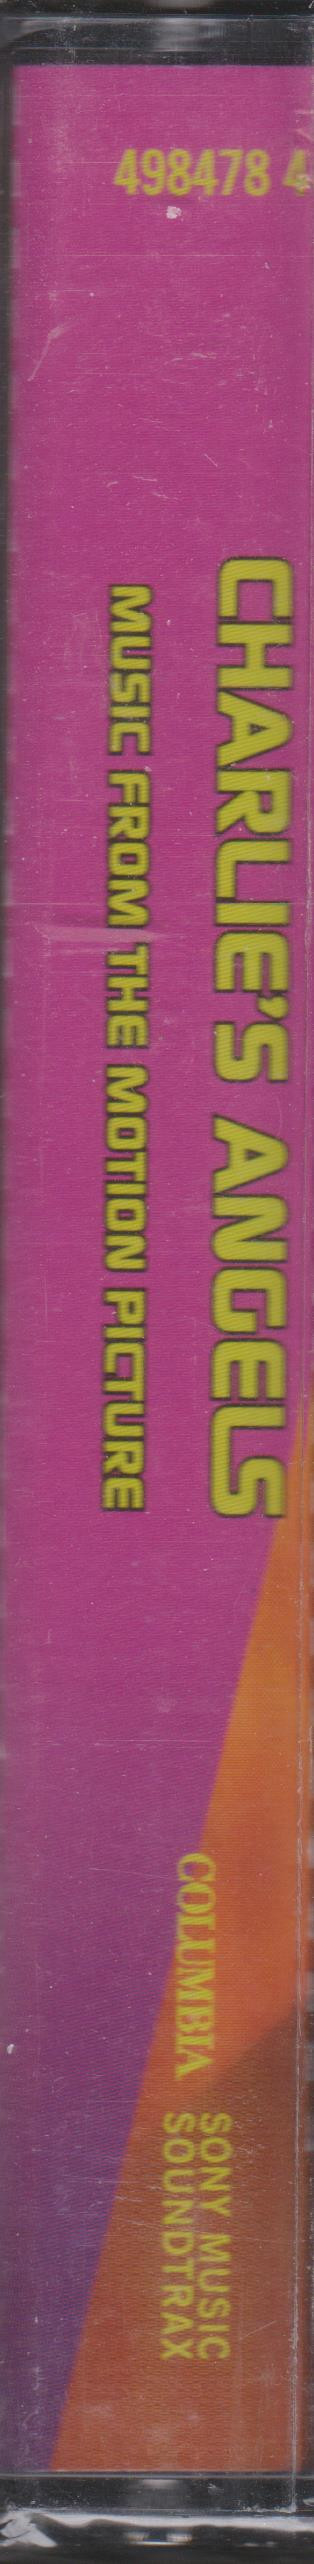 498478 4
CHARLIE'S ANGELS
MUSIC FROM THE MOTION PICTURE
COLUMBIA
SONY MUSIC
SOUNDTRAX